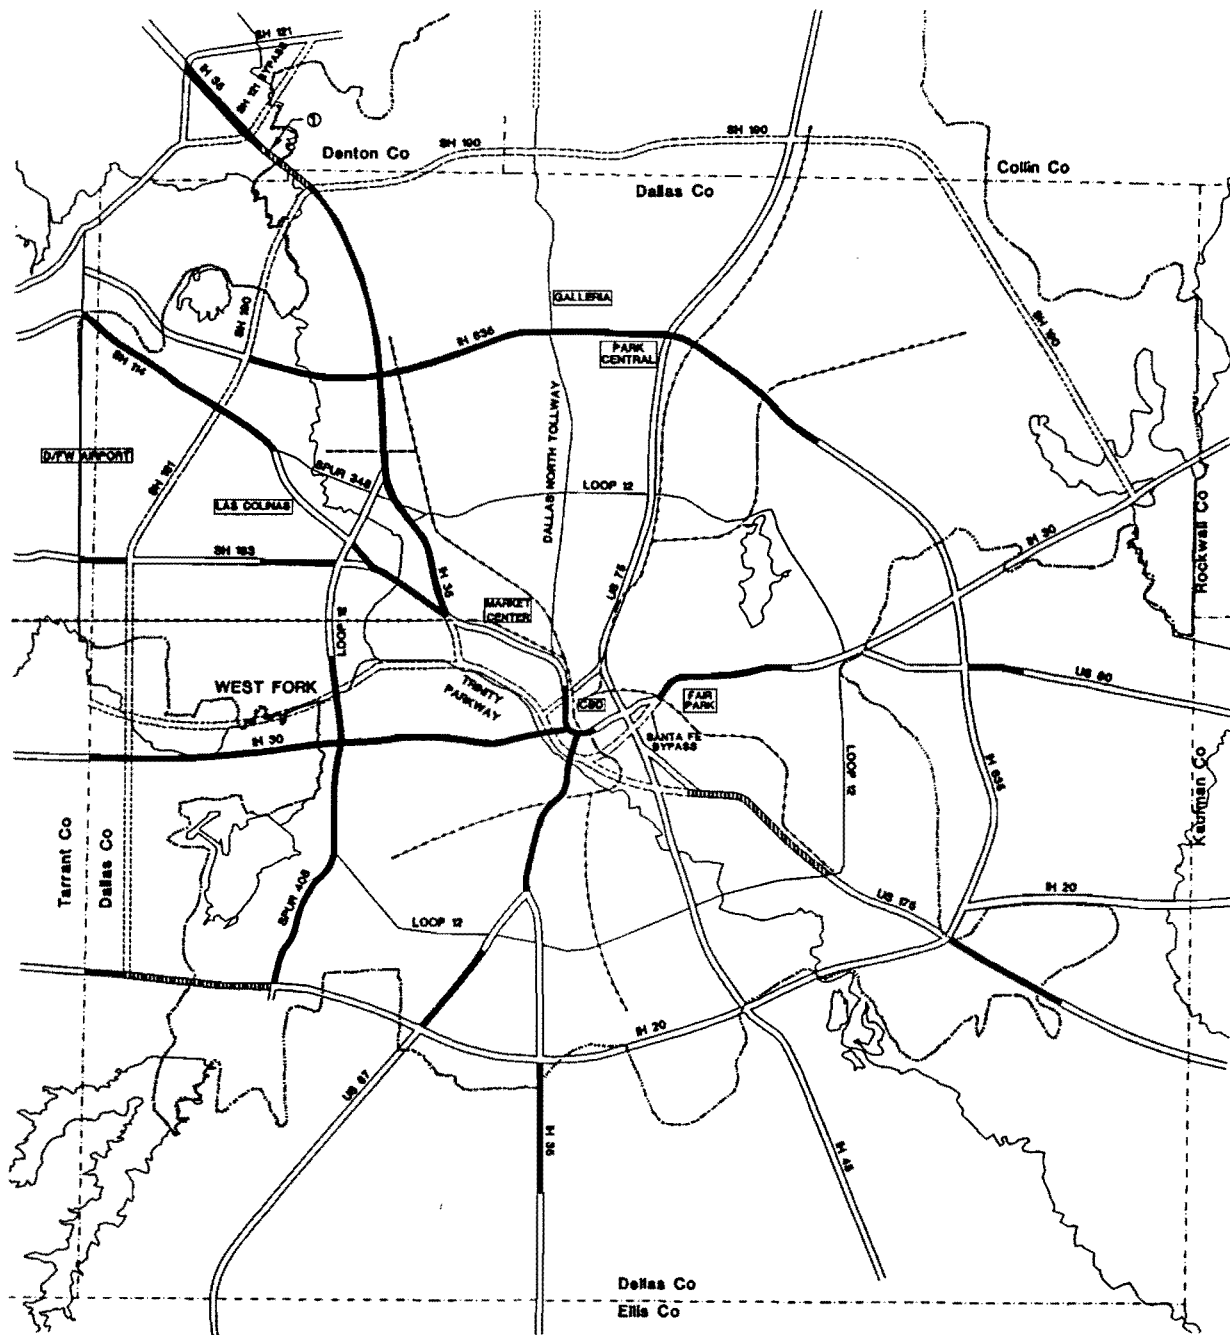 SH 121
IH 35
SH 121 BYPASS
1
Denton Co
SH 190
SH 190
Collin Co
Dallas Co
GALLERIA
SH 190
IH 635
SH 190
PARK
CENTRAL
SH 114
DALLAS NORTH TOLLWAY
D/FW AIRPORT
SH 161
SPUR 348
LOOP 12
LAS COLINAS
SH 183
IH 35
US 75
IH 30
Rockwall Co
MARKET
CENTER
LOOP 12
WEST FORK
TRINITY
PARKWAY
CBD
FAIR
PARK
US 80
IH 30
SANTA FE
BYPASS
LOOP 12
IH 635
Kaufman Co
Tarrant Co
Dallas Co
SPUR 408
LOOP 12
US 175
IH 20
IH 20
US 67
IH 35
IH 45
Dallas Co
Ellis Co